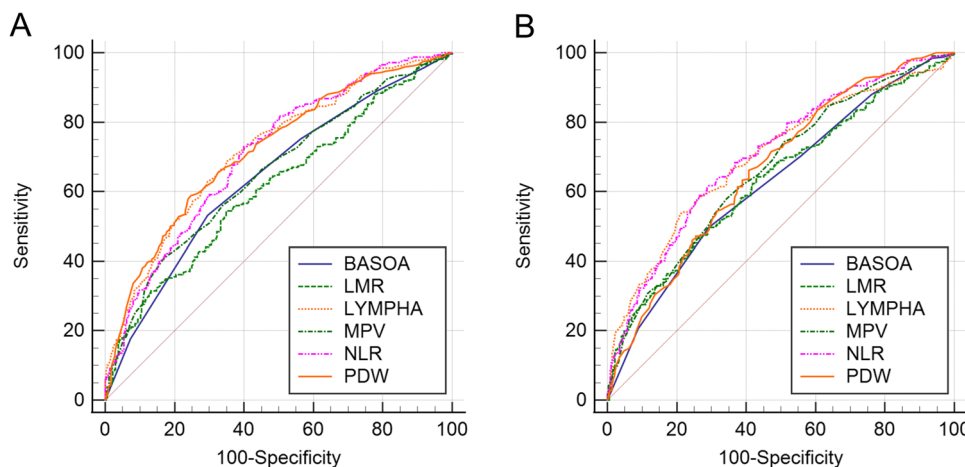 A
100
80
60
40
20
0
Sensitivity
0 20 40 60 80 100
100-Specificity
BASOA
LMR
LYMPHA
MPV
NLR
PDW
B
100
80
60
40
20
0
Sensitivity
0 20 40 60 80 100
100-Specificity
BASOA
LMR
LYMPHA
MPV
NLR
PDW